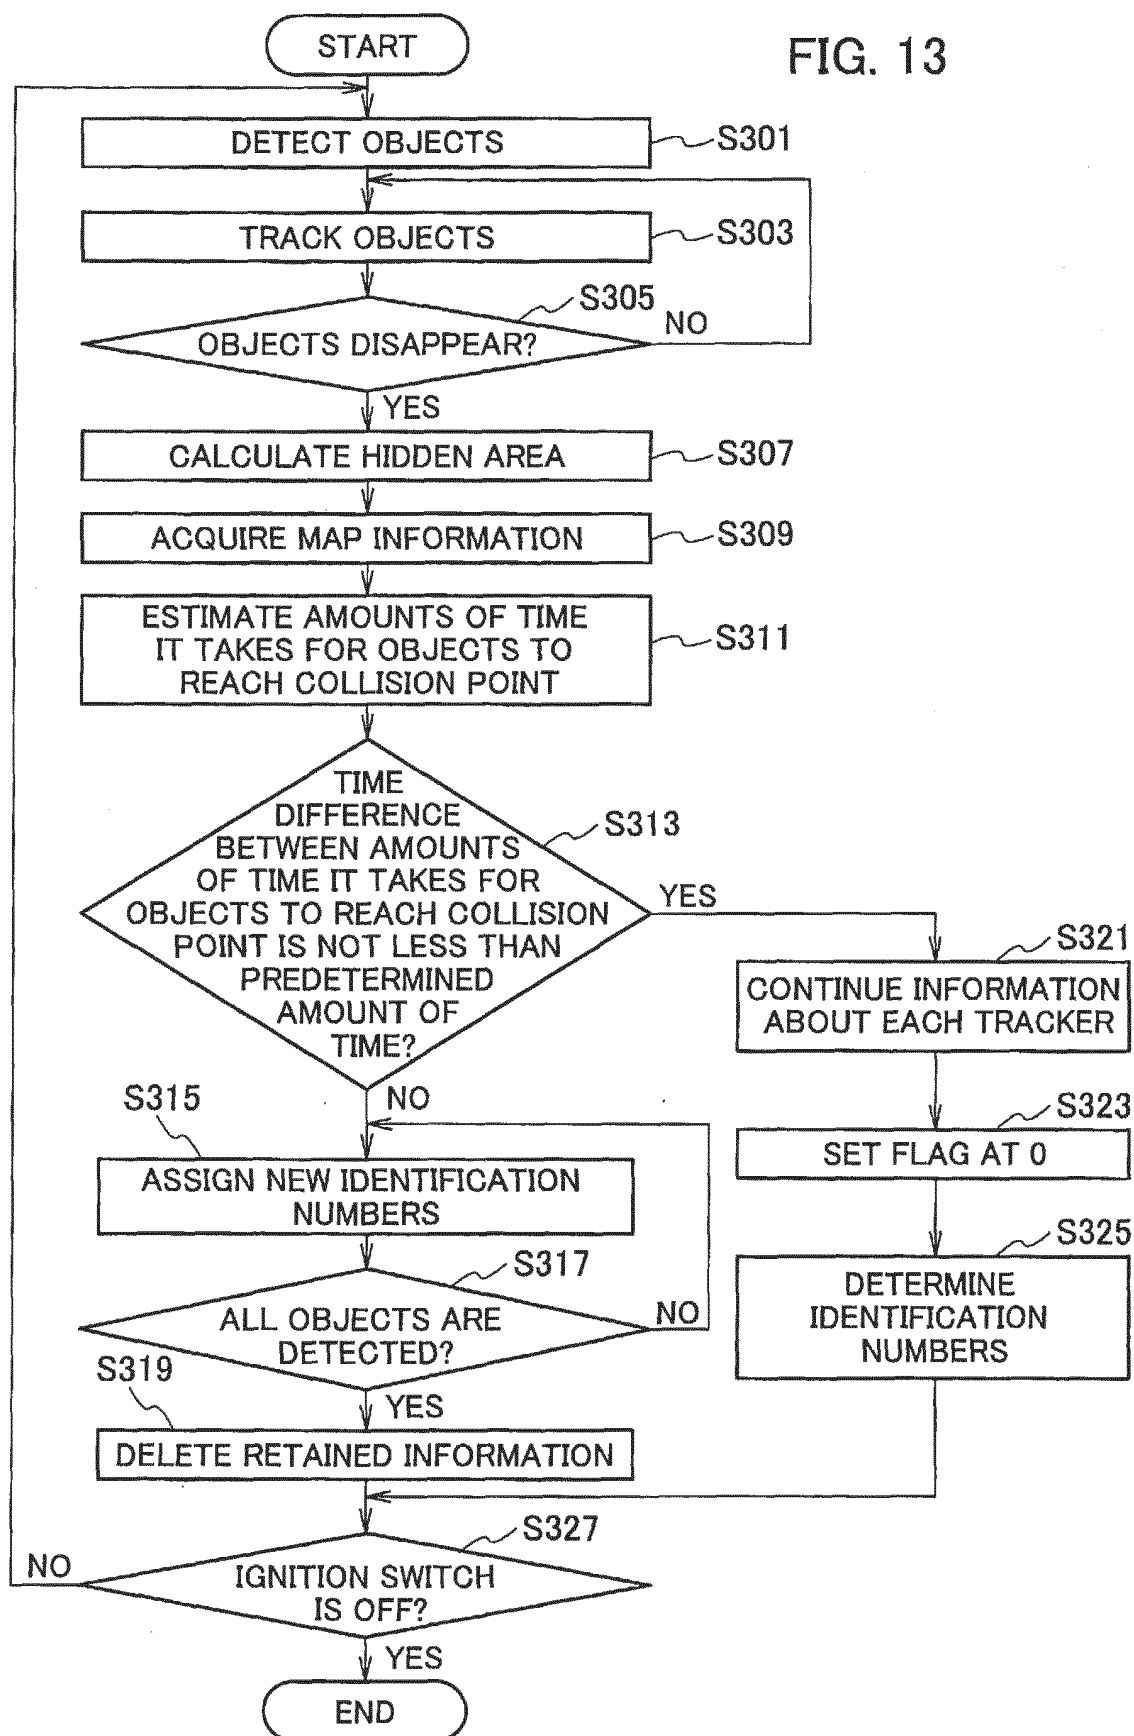 START
FIG. 13
DETECT OBJECTS
S301
TRACK OBJECTS
S303
S305
OBJECTS DISAPPEAR?
NO
YES
CALCULATE HIDDEN AREA
S307
ACQUIRE MAP INFORMATION
S309
ESTIMATE AMOUNTS OF TIME
IT TAKES FOR OBJECTS TO
REACH COLLISION POINT
S311
TIME
DIFFERENCE
BETWEEN AMOUNTS
OF TIME IT TAKES FOR
OBJECTS TO REACH COLLISION
POINT IS NOT LESS THAN
PREDETERMINED
AMOUNT OF
TIME?
S313
YES
NO
S321
CONTINUE INFORMATION
ABOUT EACH TRACKER
S323
SET FLAG AT 0
S325
DETERMINE
IDENTIFICATION
NUMBERS
S315
ASSIGN NEW IDENTIFICATION
NUMBERS
S317
ALL OBJECTS ARE
DETECTED?
NO
S319
YES
DELETE RETAINED INFORMATION
S327
NO
IGNITION SWITCH
IS OFF?
YES
END